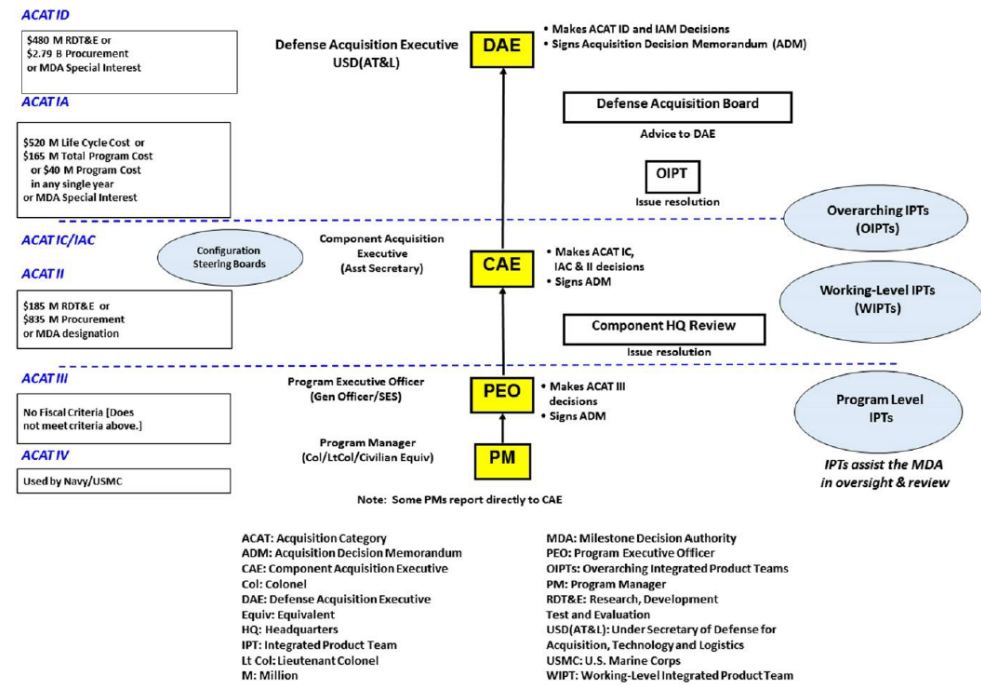 ACAT ID
$480 M RDT&E or
$2.79 B Procurement
or MDA Special Interest
Defense Acquisition Executive
USD(AT&L)
DAE
• Makes ACAT ID and IAM Decisions
• Signs Acquisition Decision Memorandum (ADM)
ACAT IA
$520 M Life Cycle Cost or
$165 M Total Program Cost
or $40 M Program Cost
in any single year
or MDA Special Interest
Defense Acquisition Board
Advice to DAE
OIPT
Issue resolution
Overarching IPTs
(OIPTs)
ACAT IC/IAC
Configuration
Steering Boards
Component Acquisition
Executive
(Asst Secretary)
CAE
• Makes ACAT IC,
IAC & II decisions
• Signs ADM
ACAT II
$185 M RDT&E or
$835 M Procurement
or MDA designation
Working-Level IPTs
(WIPTs)
Component HQ Review
Issue resolution
ACAT III
No Fiscal Criteria [Does
not meet criteria above.]
Program Executive Officer
(Gen Officer/SES)
PEO
• Makes ACAT III
decisions
• Signs ADM
Program Level
IPTs
ACAT IV
Used by Navy/USMC
Program Manager
(Col/LtCol/Civilian Equiv)
PM
IPTs assist the MDA
in oversight & review
Note: Some PMs report directly to CAE
ACAT: Acquisition Category
ADM: Acquisition Decision Memorandum
CAE: Component Acquisition Executive
Col: Colonel
DAE: Defense Acquisition Executive
Equiv: Equivalent
HQ: Headquarters
IPT: Integrated Product Team
Lt Col: Lieutenant Colonel
M: Million
MDA: Milestone Decision Authority
PEO: Program Executive Officer
OIPTs: Overarching Integrated Product Teams
PM: Program Manager
RDT&E: Research, Development
Test and Evaluation
USD(AT&L): Under Secretary of Defense for
Acquisition, Technology and Logistics
USMC: U.S. Marine Corps
WIPT: Working-Level Integrated Product Team